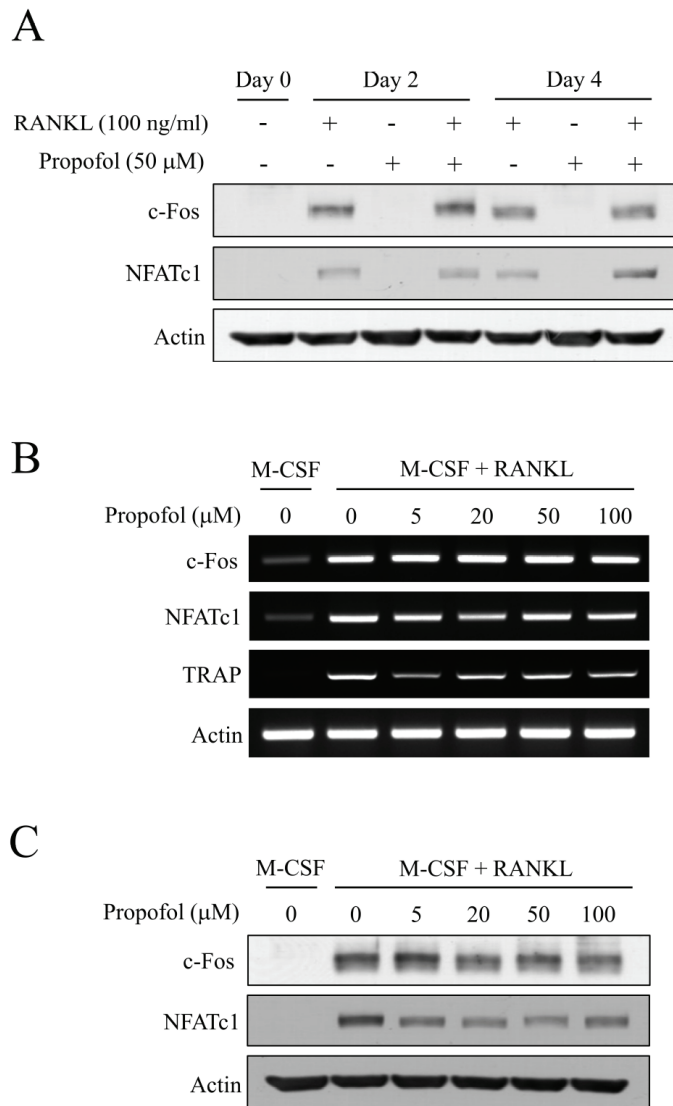 A
Day 0 Day 2 Day 4
RANKL (100 ng/ml) - + - + + - +
Propofol (50 μM) - - + + - + +
c-Fos
NFATc1
Actin
B
M-CSF M-CSF + RANKL
Propofol (μM) 0 0 5 20 50 100
c-Fos
NFATc1
TRAP
Actin
C
M-CSF M-CSF + RANKL
Propofol (μM) 0 0 5 20 50 100
c-Fos
NFATc1
Actin